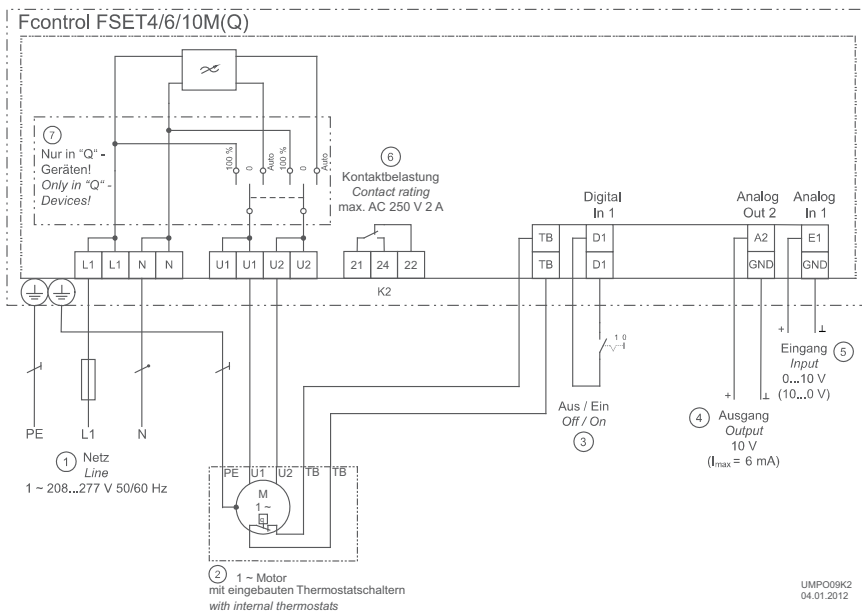 Fcontrol FSET4/6/10M(Q)
7
Nur in "Q" -
Geräten!
Only in "Q" -
Devices!
100 %
0
Auto
100 %
0
Auto
6
Kontaktbelastung
Contact rating
max. AC 250 V 2 A
Digital
In 1
Analog
Out 2
Analog
In 1
L1 L1 N N
U1 U1 U2 U2
21 24 22
K2
TB
TB
D1
D1
A2
GND
E1
GND
PE
L1
N
1
Netz
Line
1 ~ 208...277 V 50/60 Hz
1 0
Aus / Ein
Off / On
3
+ ⊥
4
Ausgang
Output
10 V
(Imax = 6 mA)
+ ⊥
Eingang
5
Input
0...10 V
(10...0 V)
PE U1 U2 TB TB
M
1 ~
2
1 ~ Motor
mit eingebauten Thermostatschaltern
with internal thermostats
UMPO09K2
04.01.2012